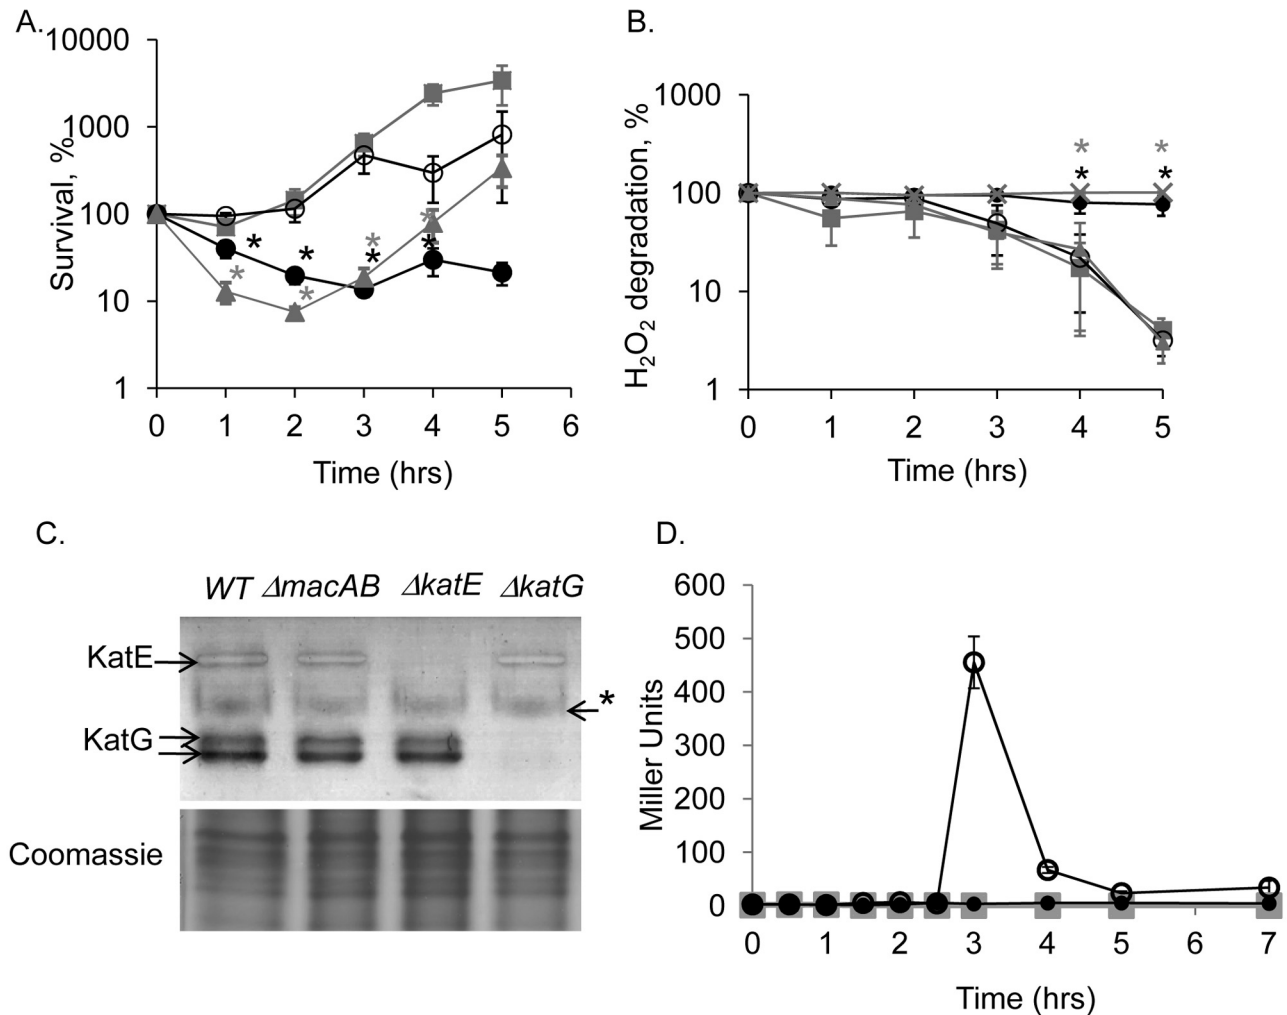 A.
10000
1000
100
10
1
Survival, %
* * * * * * * *
0 1 2 3 4 5 6
Time (hrs)
B.
1000
100
10
1
H₂O₂ degradation, %
* *
* *
0 1 2 3 4 5
Time (hrs)
C.
WT ΔmacAB ΔkatE ΔkatG
KatE
*
KatG
Coomassie
D.
600
500
400
300
200
100
0
Miller Units
0 1 2 3 4 5 6 7
Time (hrs)